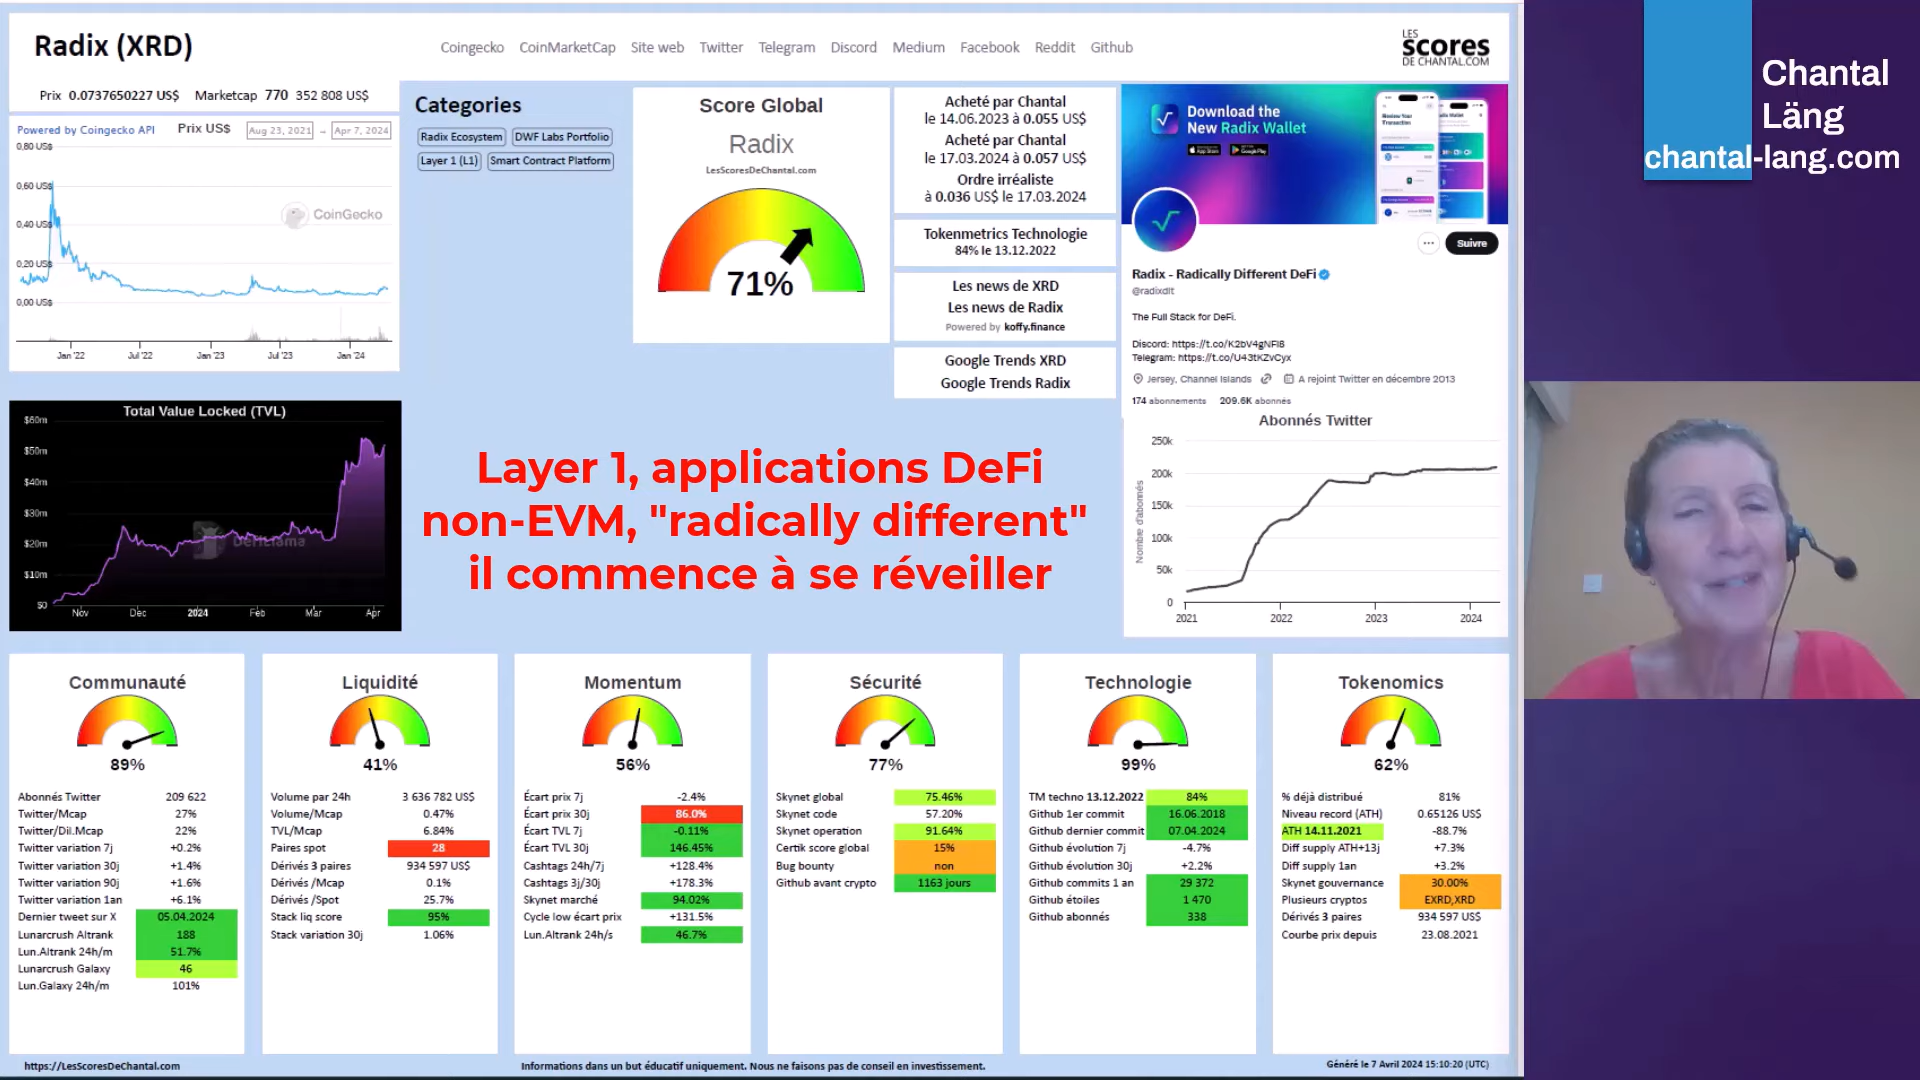 Radix (XRD)
Coingecko CoinMarketCap Site web Twitter Telegram Discord Medium Facebook Reddit Github
LES
scores
DE CHANTAL.COM
Chantal
Läng
chantal-lang.com
Prix 0.0737650227 US$ Marketcap 770 352 808 US$
Powered by Coingecko API Prix US$ Aug 23, 2021 → Apr 7, 2024
0,80 US$
0,60 US$
0,40 US$
0,20 US$
0,00 US$
CoinGecko
Jan '22 Jul '22 Jan '23 Jul '23 Jan '24
Categories
Radix Ecosystem DWF Labs Portfolio
Layer 1 (L1) Smart Contract Platform
Score Global
Radix
LesScoresDeChantal.com
71%
Acheté par Chantal
le 14.06.2023 à 0.055 US$
Acheté par Chantal
le 17.03.2024 à 0.057 US$
Ordre irréaliste
à 0.036 US$ le 17.03.2024
Tokenmetrics Technologie
84% le 13.12.2022
Les news de XRD
Les news de Radix
Powered by koffy.finance
Google Trends XRD
Google Trends Radix
Download the
New Radix Wallet
Suivre
Radix - Radically Different DeFi
@radixdlt
The Full Stack for DeFi.
Discord: https://t.co/K2bV4gNFI8
Telegram: https://t.co/U43tKZvCyx
Jersey, Channel Islands A rejoint Twitter en décembre 2013
174 abonnements 209.6K abonnés
Abonnés Twitter
Nombre d'abonnés
250k
200k
150k
100k
50k
0
2021 2022 2023 2024
Total Value Locked (TVL)
$60m
$50m
$40m
$30m
$20m
$10m
$0
DefiLlama
Nov Dec 2024 Feb Mar Apr
Layer 1, applications DeFi
non-EVM, "radically different"
il commence à se réveiller
Communauté
89%
Abonnés Twitter 209 622
Twitter/Mcap 27%
Twitter/Dil.Mcap 22%
Twitter variation 7j +0.2%
Twitter variation 30j +1.4%
Twitter variation 90j +1.6%
Twitter variation 1an +6.1%
Dernier tweet sur X 05.04.2024
Lunarcrush Altrank 188
Lun.Altrank 24h/m 51.7%
Lunarcrush Galaxy 46
Lun.Galaxy 24h/m 101%
Liquidité
41%
Volume par 24h 3 636 782 US$
Volume/Mcap 0.47%
TVL/Mcap 6.84%
Paires spot 28
Dérivés 3 paires 934 597 US$
Dérivés /Mcap 0.1%
Dérivés /Spot 25.7%
Stack liq score 95%
Stack variation 30j 1.06%
Momentum
56%
Écart prix 7j -2.4%
Écart prix 30j 86.0%
Écart TVL 7j -0.11%
Écart TVL 30j 146.45%
Cashtags 24h/7j +128.4%
Cashtags 3j/30j +178.3%
Skynet marché 94.02%
Cycle low écart prix +131.5%
Lun.Altrank 24h/s 46.7%
Sécurité
77%
Skynet global 75.46%
Skynet code 57.20%
Skynet operation 91.64%
Certik score global 15%
Bug bounty non
Github avant crypto 1163 jours
Technologie
99%
TM techno 13.12.2022 84%
Github 1er commit 16.06.2018
Github dernier commit 07.04.2024
Github évolution 7j -4.7%
Github évolution 30j +2.2%
Github commits 1 an 29 372
Github étoiles 1 470
Github abonnés 338
Tokenomics
62%
% déjà distribué 81%
Niveau record (ATH) 0.65126 US$
ATH 14.11.2021 -88.7%
Diff supply ATH+13j +7.3%
Diff supply 1an +3.2%
Skynet gouvernance 30.00%
Plusieurs cryptos EXRD,XRD
Dérivés 3 paires 934 597 US$
Courbe prix depuis 23.08.2021
https://LesScoresDeChantal.com
Informations dans un but éducatif uniquement. Nous ne faisons pas de conseil en investissement.
Généré le 7 Avril 2024 15:10:20 (UTC)